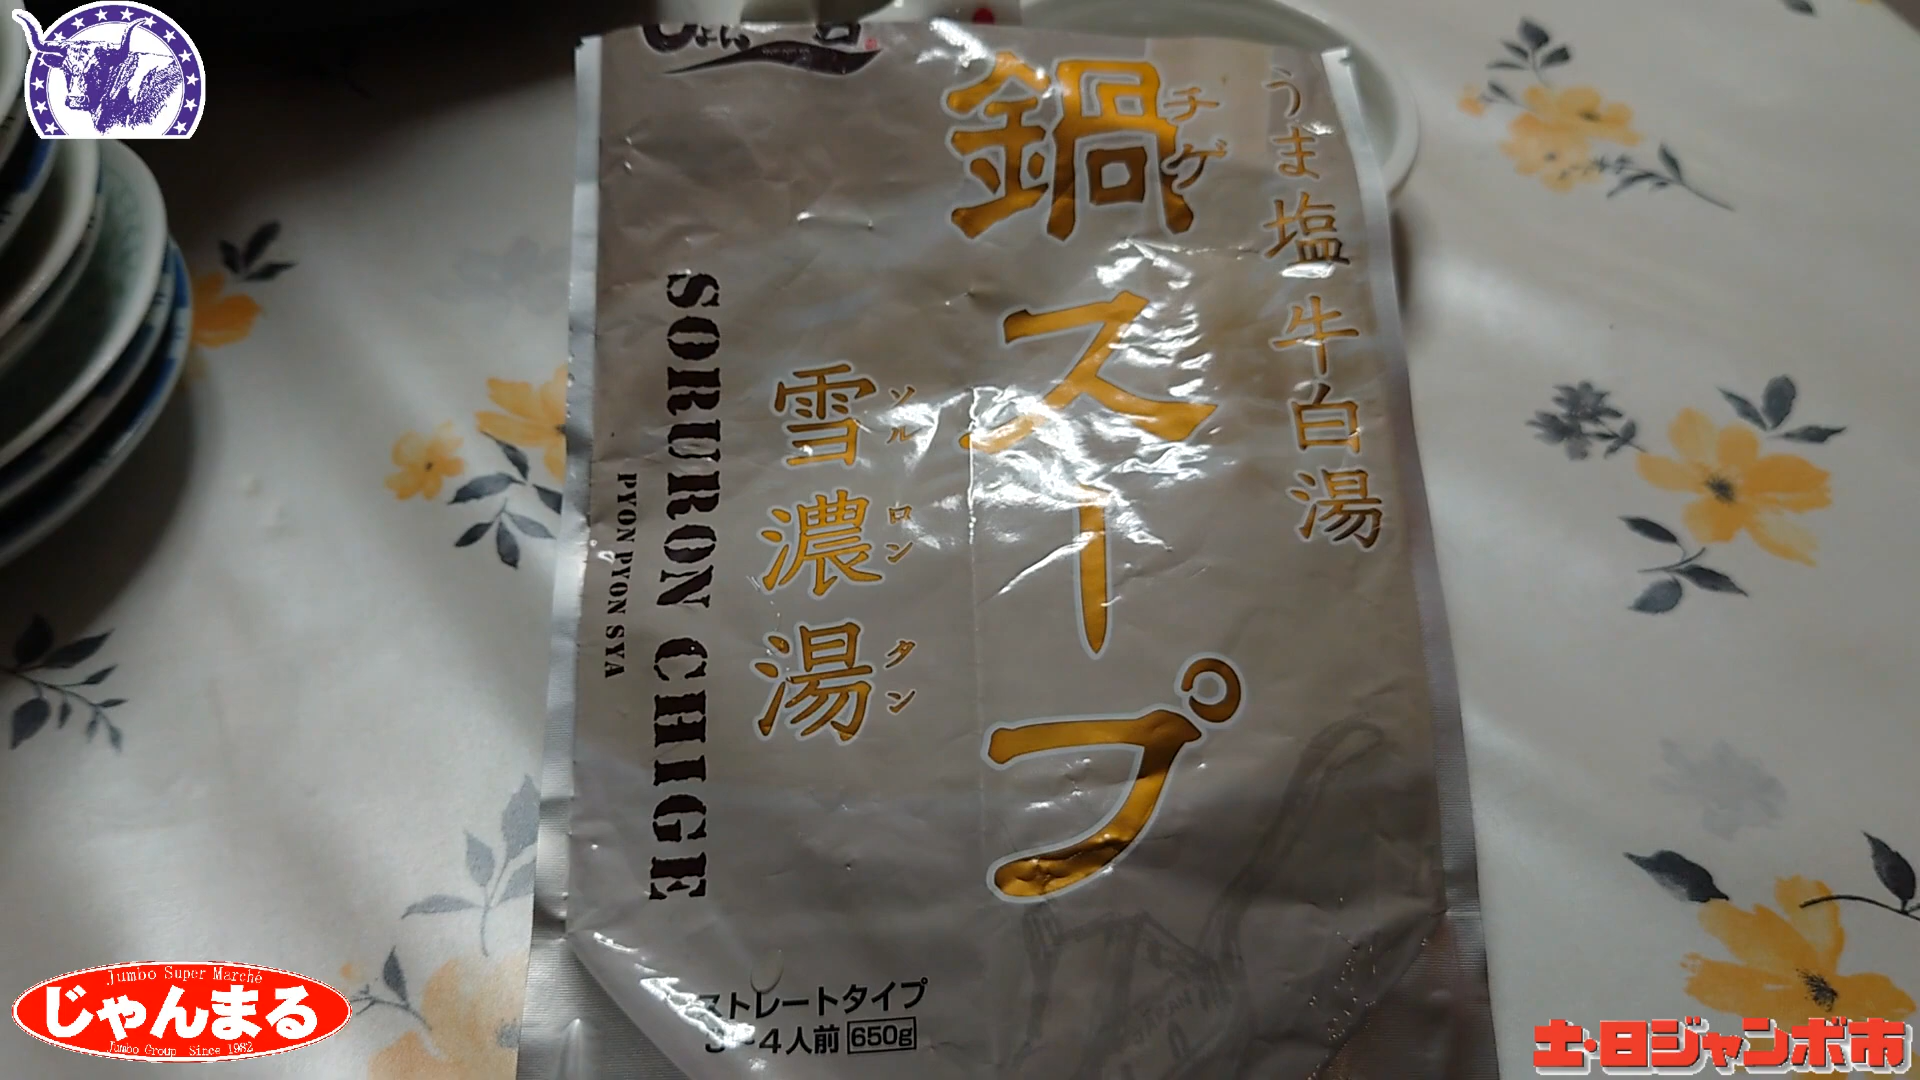 うま塩牛白湯
鍋スープ
チゲ
雪濃湯
ソルロンタン
SORURON CHIGE
PYON PYON SYA
ストレートタイプ
4人前 650g
Jumbo Super Marché
じゃんまる
Jumbo Group Since 1982
土・日ジャンボ市